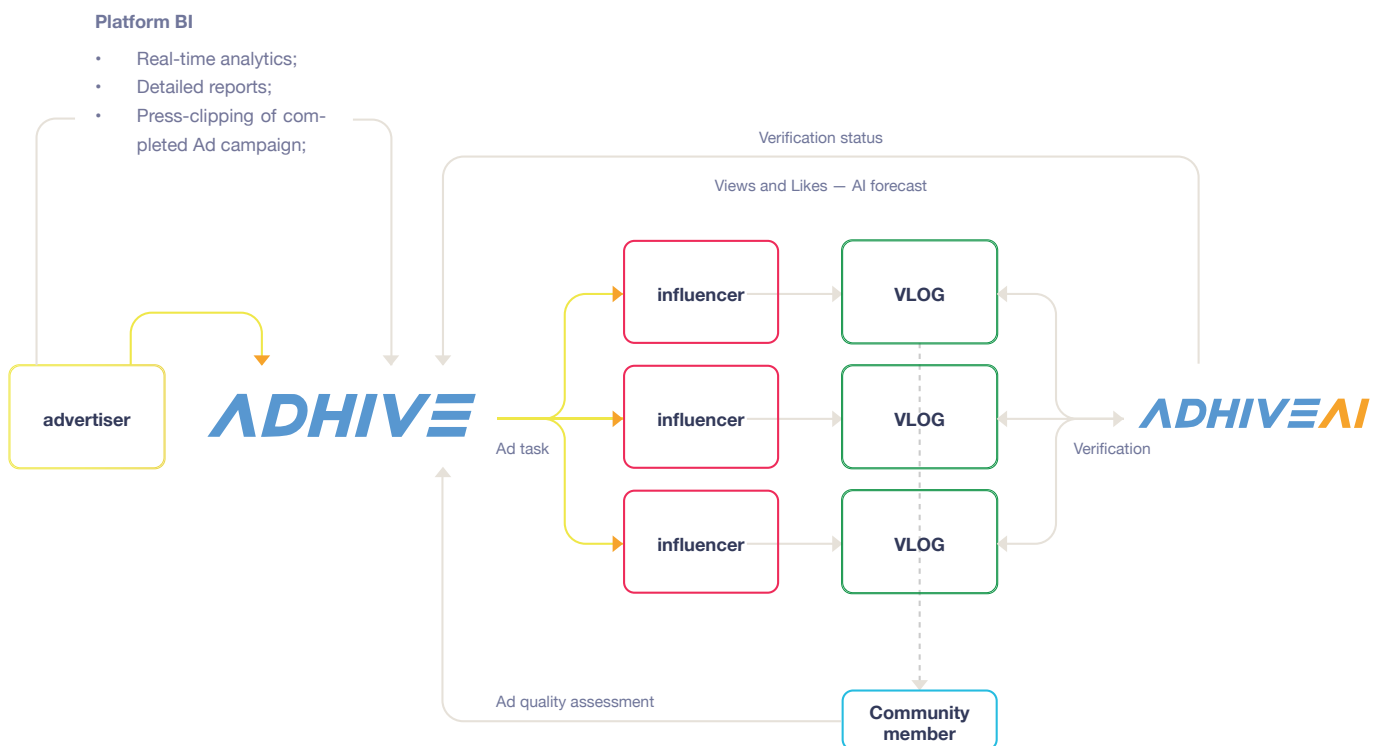 Platform BI
• Real-time analytics;
• Detailed reports;
• Press-clipping of com-
pleted Ad campaign;
Verification status
Views and Likes — AI forecast
influencer
VLOG
advertiser
ADHIVE
Ad task
influencer
VLOG
Verification
ADHIVEAI
influencer
VLOG
Ad quality assessment
Community
member